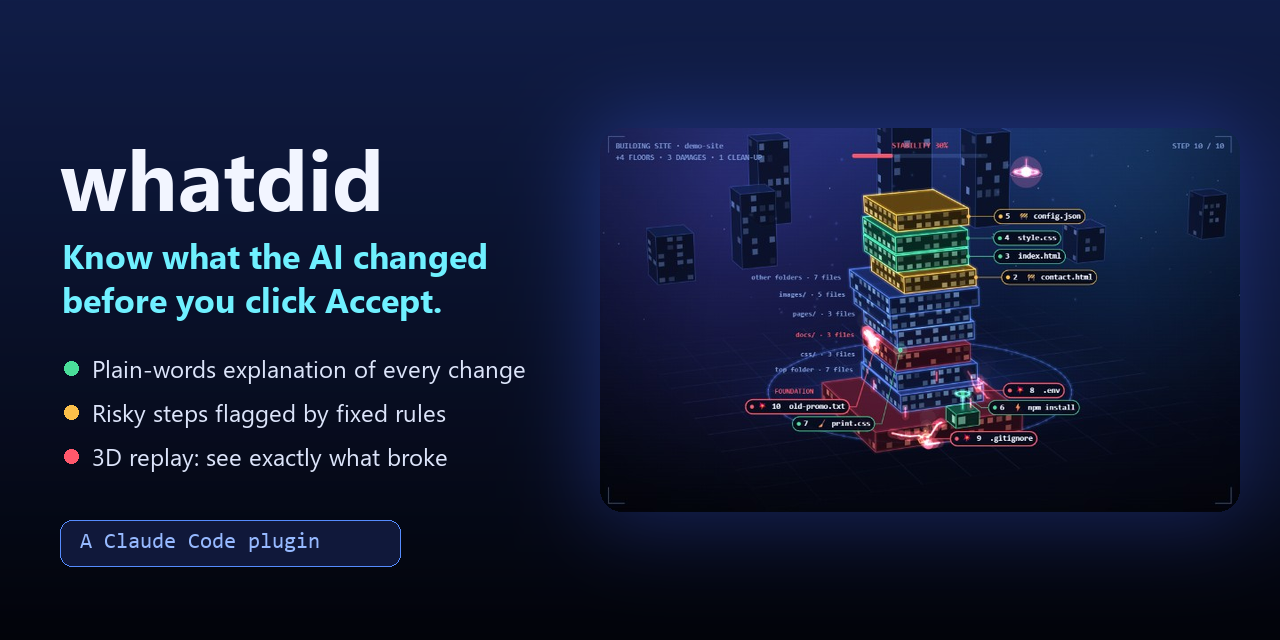 whatdid
Know what the AI changed
before you click Accept.
Plain-words explanation of every change
Risky steps flagged by fixed rules
3D replay: see exactly what broke
A Claude Code plugin
BUILDING SITE · demo-site
+4 FLOORS · 3 DAMAGES · 1 CLEAN-UP
STABILITY 30%
STEP 10 / 10
5 config.json
4 style.css
3 index.html
2 contact.html
other folders · 7 files
images/ · 5 files
pages/ · 3 files
docs/ · 3 files
css/ · 3 files
top folder · 7 files
FOUNDATION
10 old-promo.txt
7 print.css
8 .env
6 npm install
9 .gitignore